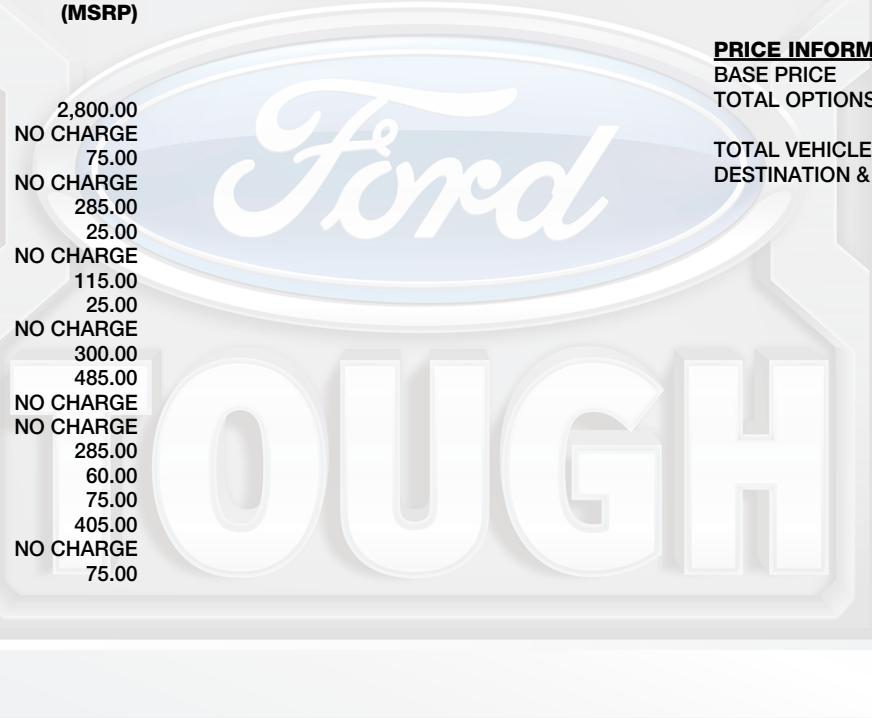 (MSRP)
2,800.00
NO CHARGE
75.00
NO CHARGE
285.00
25.00
NO CHARGE
115.00
25.00
NO CHARGE
300.00
485.00
NO CHARGE
NO CHARGE
285.00
60.00
75.00
405.00
NO CHARGE
75.00
PRICE INFORM
BASE PRICE
TOTAL OPTIONS
TOTAL VEHICLE
DESTINATION &
Ford
TOUGH